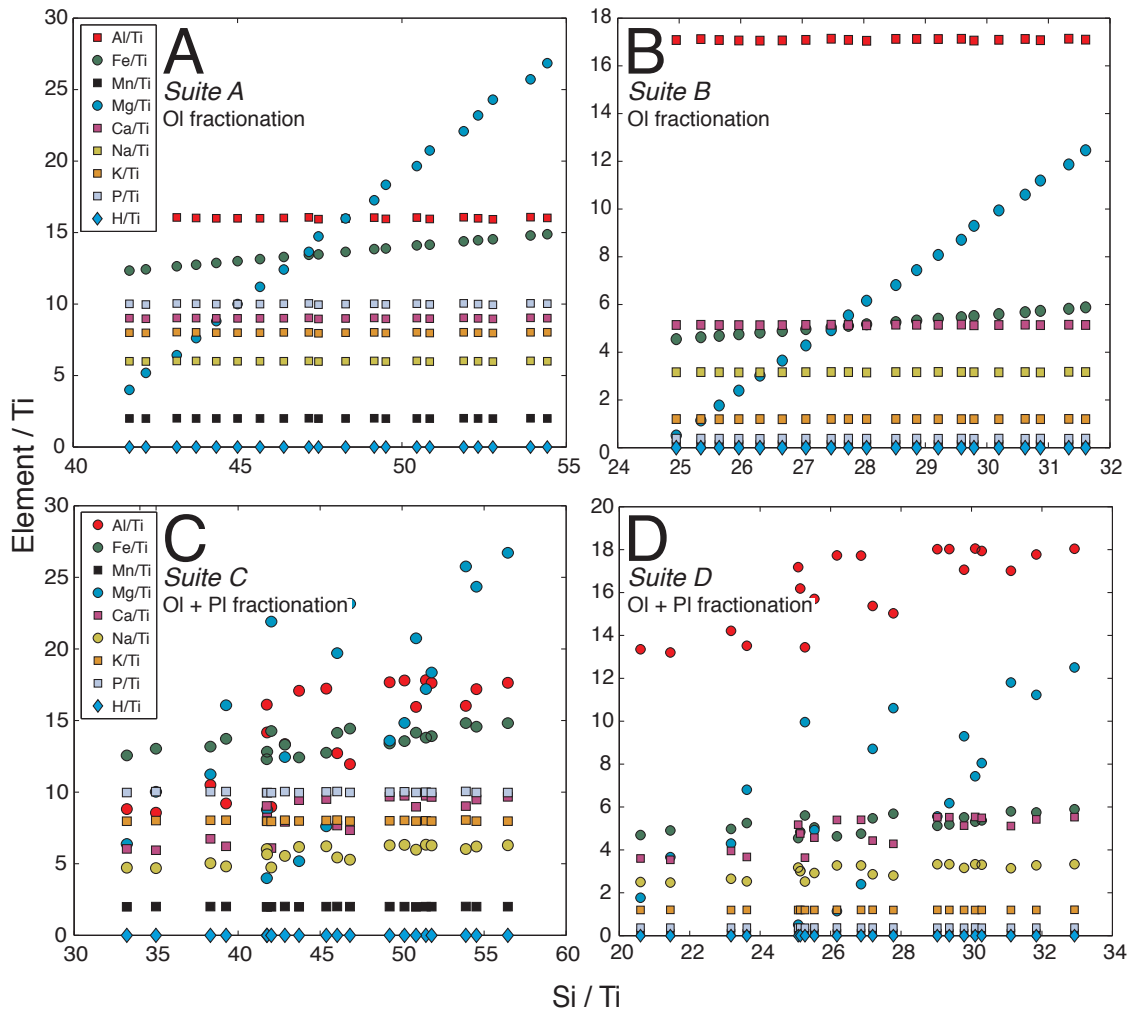 Element / Ti
30
25
20
15
10
5
0
Al/Ti
Fe/Ti
Mn/Ti
Mg/Ti
Ca/Ti
Na/Ti
K/Ti
P/Ti
H/Ti
A
Suite A
Ol fractionation
40
45
50
55
18
16
14
12
10
8
6
4
2
0
B
Suite B
Ol fractionation
24
25
26
27
28
29
30
31
32
30
25
20
15
10
5
0
Al/Ti
Fe/Ti
Mn/Ti
Mg/Ti
Ca/Ti
Na/Ti
K/Ti
P/Ti
H/Ti
C
Suite C
Ol + Pl fractionation
30
35
40
45
50
55
60
20
18
16
14
12
10
8
6
4
2
0
D
Suite D
Ol + Pl fractionation
20
22
24
26
28
30
32
34
Si / Ti